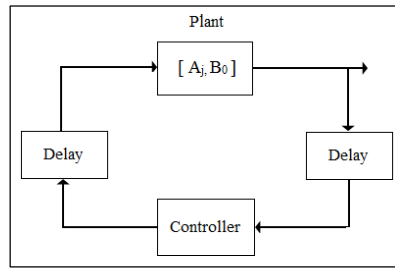 Plant
[ Aj, B0 ]
Delay
Delay
Controller